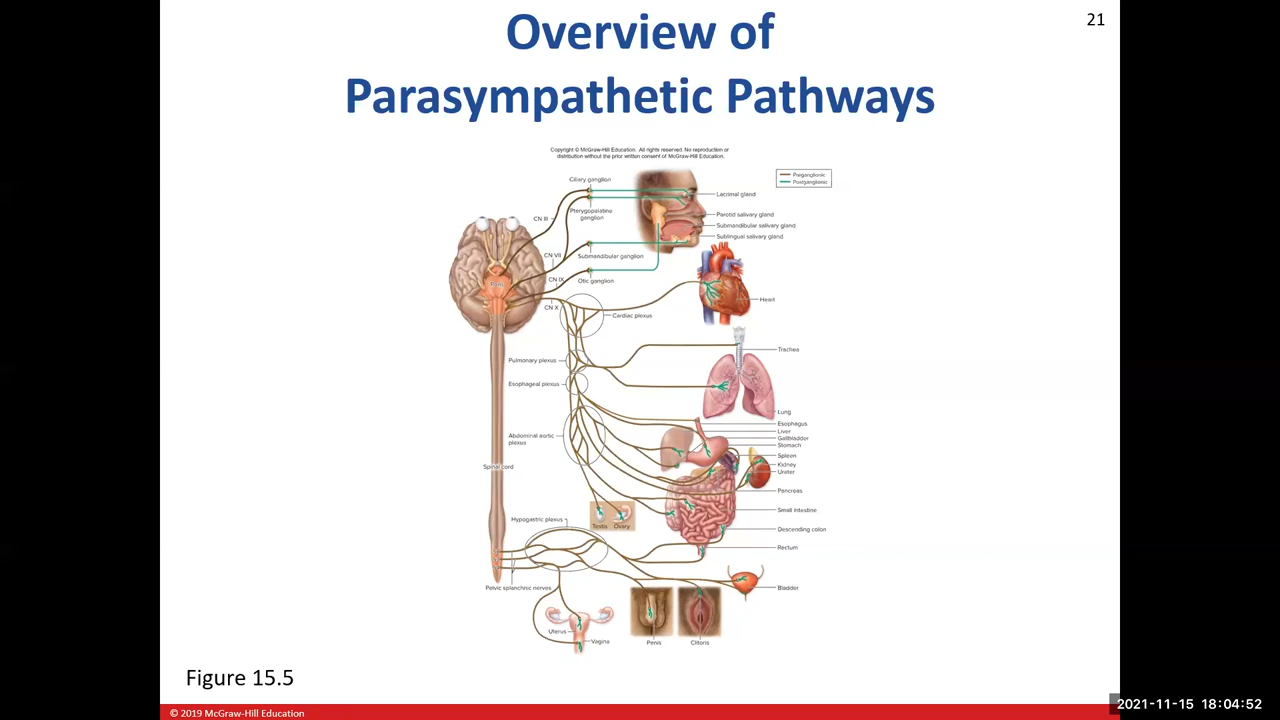 Overview of
Parasympathetic Pathways
21
Copyright © McGraw-Hill Education. All rights reserved. No reproduction or
distribution without the prior written consent of McGraw-Hill Education.
Preganglionic
Postganglionic
Ciliary ganglion
Lacrimal gland
CN III
Pterygopalatine
ganglion
Parotid salivary gland
Submandibular salivary gland
Sublingual salivary gland
CN VII
Submandibular ganglion
CN IX
Otic ganglion
Pons
CN X
Cardiac plexus
Heart
Trachea
Pulmonary plexus
Esophageal plexus
Lung
Esophagus
Liver
Gallbladder
Stomach
Abdominal aortic
plexus
Spleen
Kidney
Ureter
Spinal cord
Pancreas
Small intestine
Hypogastric plexus
Testis
Ovary
Descending colon
Rectum
Pelvic splanchnic nerves
Bladder
Uterus
Vagina
Penis
Clitoris
Figure 15.5
© 2019 McGraw-Hill Education
2021-11-15 18:04:52